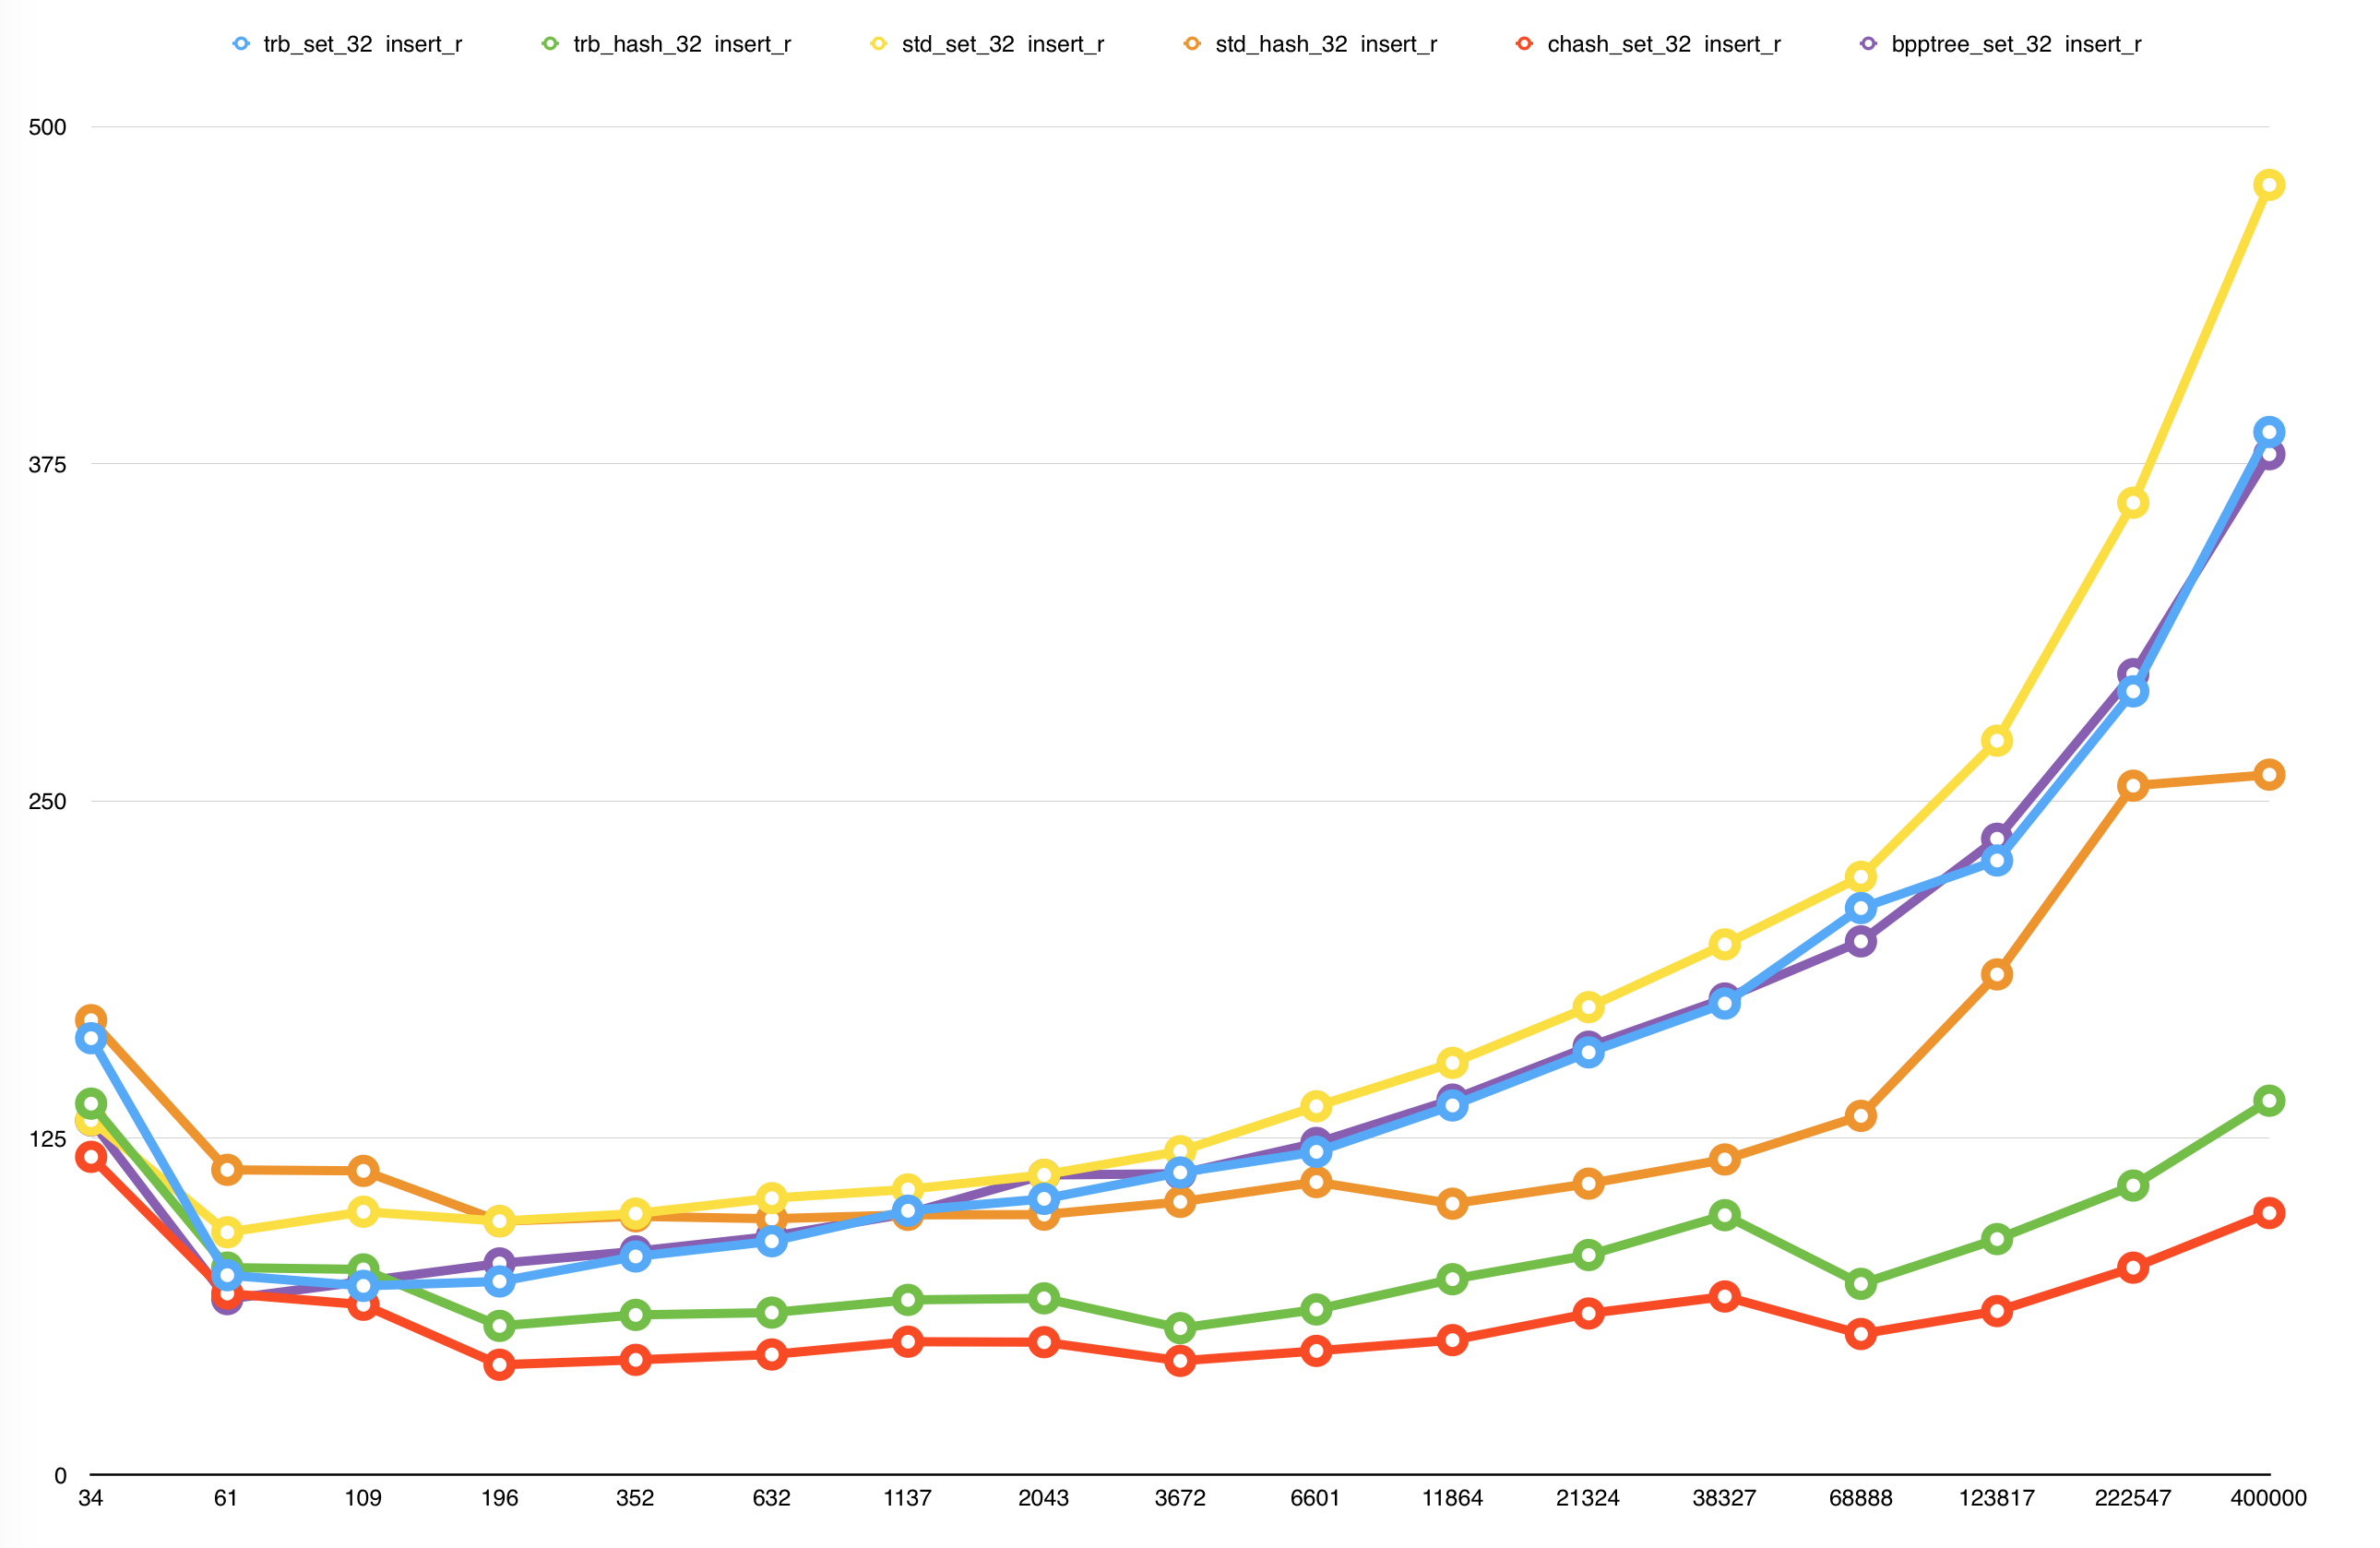 trb_set_32 insert_r trb_hash_32 insert_r std_set_32 insert_r std_hash_32 insert_r chash_set_32 insert_r bpptree_set_32 insert_r
500
375
250
125
0
34 61 109 196 352 632 1137 2043 3672 6601 11864 21324 38327 68888 123817 222547 400000